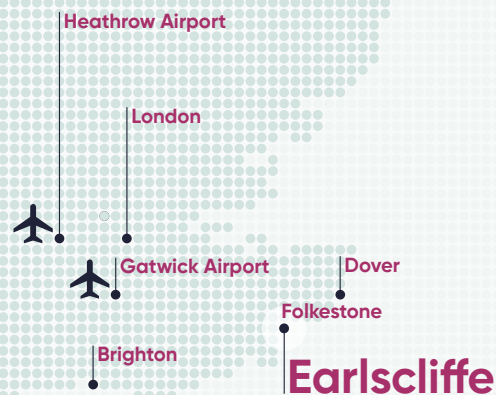 Heathrow Airport
London
Gatwick Airport
Dover
Folkestone
Brighton
Earlscliffe